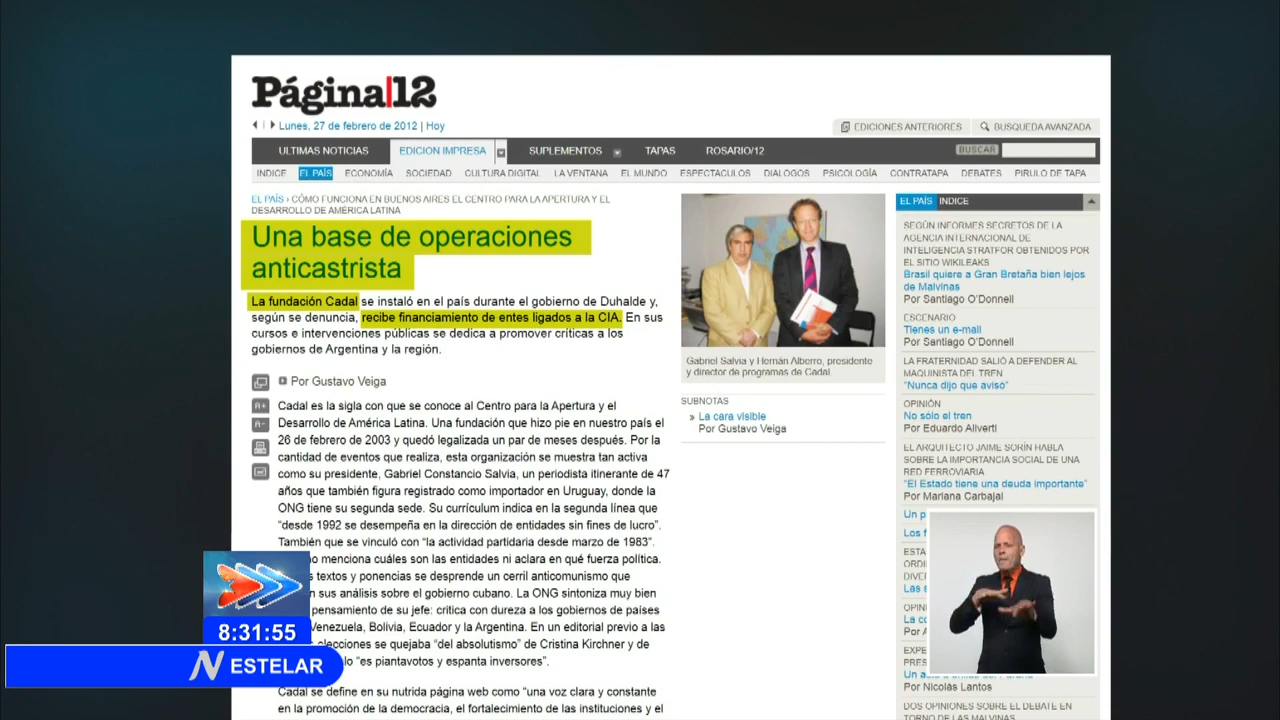 Página|12
Lunes, 27 de febrero de 2012 | Hoy
EDICIONES ANTERIORES
BUSQUEDA AVANZADA
ULTIMAS NOTICIAS
EDICION IMPRESA
SUPLEMENTOS
TAPAS
ROSARIO/12
BUSCAR
INDICE
EL PAÍS
ECONOMÍA
SOCIEDAD
CULTURA DIGITAL
LA VENTANA
EL MUNDO
ESPECTACULOS
DIALOGOS
PSICOLOGÍA
CONTRATAPA
DEBATES
PIRULO DE TAPA
EL PAÍS › CÓMO FUNCIONA EN BUENOS AIRES EL CENTRO PARA LA APERTURA Y EL
DESARROLLO DE AMÉRICA LATINA
Una base de operaciones
anticastrista
La fundación Cadal se instaló en el país durante el gobierno de Duhalde y,
según se denuncia, recibe financiamiento de entes ligados a la CIA. En sus
cursos e intervenciones públicas se dedica a promover críticas a los
gobiernos de Argentina y la región.
Por Gustavo Veiga
A+
A-
Cadal es la sigla con que se conoce al Centro para la Apertura y el
Desarrollo de América Latina. Una fundación que hizo pie en nuestro país el
26 de febrero de 2003 y quedó legalizada un par de meses después. Por la
cantidad de eventos que realiza, esta organización se muestra tan activa
como su presidente, Gabriel Constancio Salvia, un periodista itinerante de 47
años que también figura registrado como importador en Uruguay, donde la
ONG tiene su segunda sede. Su currículum indica en la segunda línea que
“desde 1992 se desempeña en la dirección de entidades sin fines de lucro”.
También que se vinculó con “la actividad partidaria desde marzo de 1983”.
no menciona cuáles son las entidades ni aclara en qué fuerza política.
textos y ponencias se desprende un cerril anticomunismo que
en sus análisis sobre el gobierno cubano. La ONG sintoniza muy bien
pensamiento de su jefe: critica con dureza a los gobiernos de países
Venezuela, Bolivia, Ecuador y la Argentina. En un editorial previo a las
elecciones se quejaba “del absolutismo” de Cristina Kirchner y de
lo “es piantavotos y espanta inversores”.
Cadal se define en su nutrida página web como “una voz clara y constante
en la promoción de la democracia, el fortalecimiento de las instituciones y el
Gabriel Salvia y Hernán Alberro, presidente
y director de programas de Cadal.
SUBNOTAS
» La cara visible
Por Gustavo Veiga
EL PAÍS INDICE
SEGÚN INFORMES SECRETOS DE LA
AGENCIA INTERNACIONAL DE
INTELIGENCIA STRATFOR OBTENIDOS POR
EL SITIO WIKILEAKS
Brasil quiere a Gran Bretaña bien lejos
de Malvinas
Por Santiago O’Donnell
ESCENARIO
Tienes un e-mail
Por Santiago O’Donnell
LA FRATERNIDAD SALIÓ A DEFENDER AL
MAQUINISTA DEL TREN
“Nunca dijo que avisó”
OPINIÓN
No sólo el tren
Por Eduardo Aliverti
EL ARQUITECTO JAIME SORÍN HABLA
SOBRE LA IMPORTANCIA SOCIAL DE UNA
RED FERROVIARIA
“El Estado tiene una deuda importante”
Por Mariana Carbajal
Un p
Los f
ESTA
ORDI
DIVE
Las s
OPIN
La co
Por A
EXPE
PRES
Por Nicolás Lantos
DOS OPINIONES SOBRE EL DEBATE EN
TORNO DE LAS MALVINAS
8:31:55
N ESTELAR